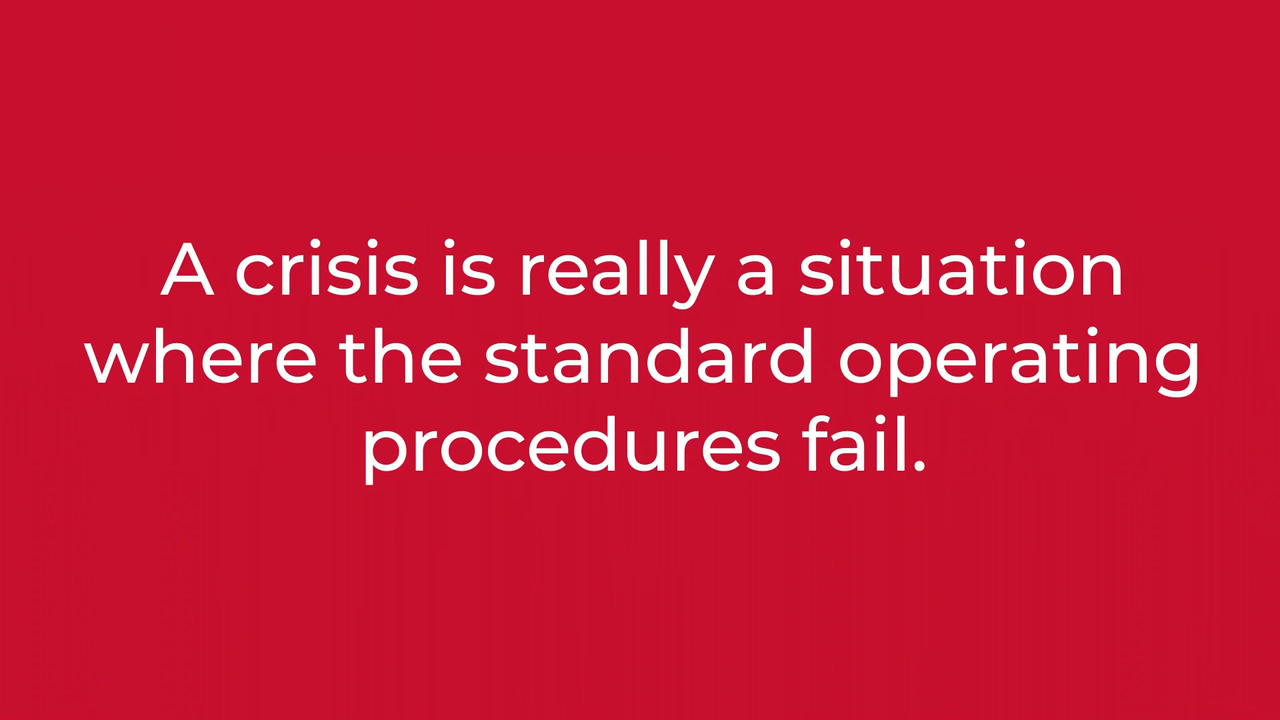 A crisis is really a situation
where the standard operating
procedures fail.